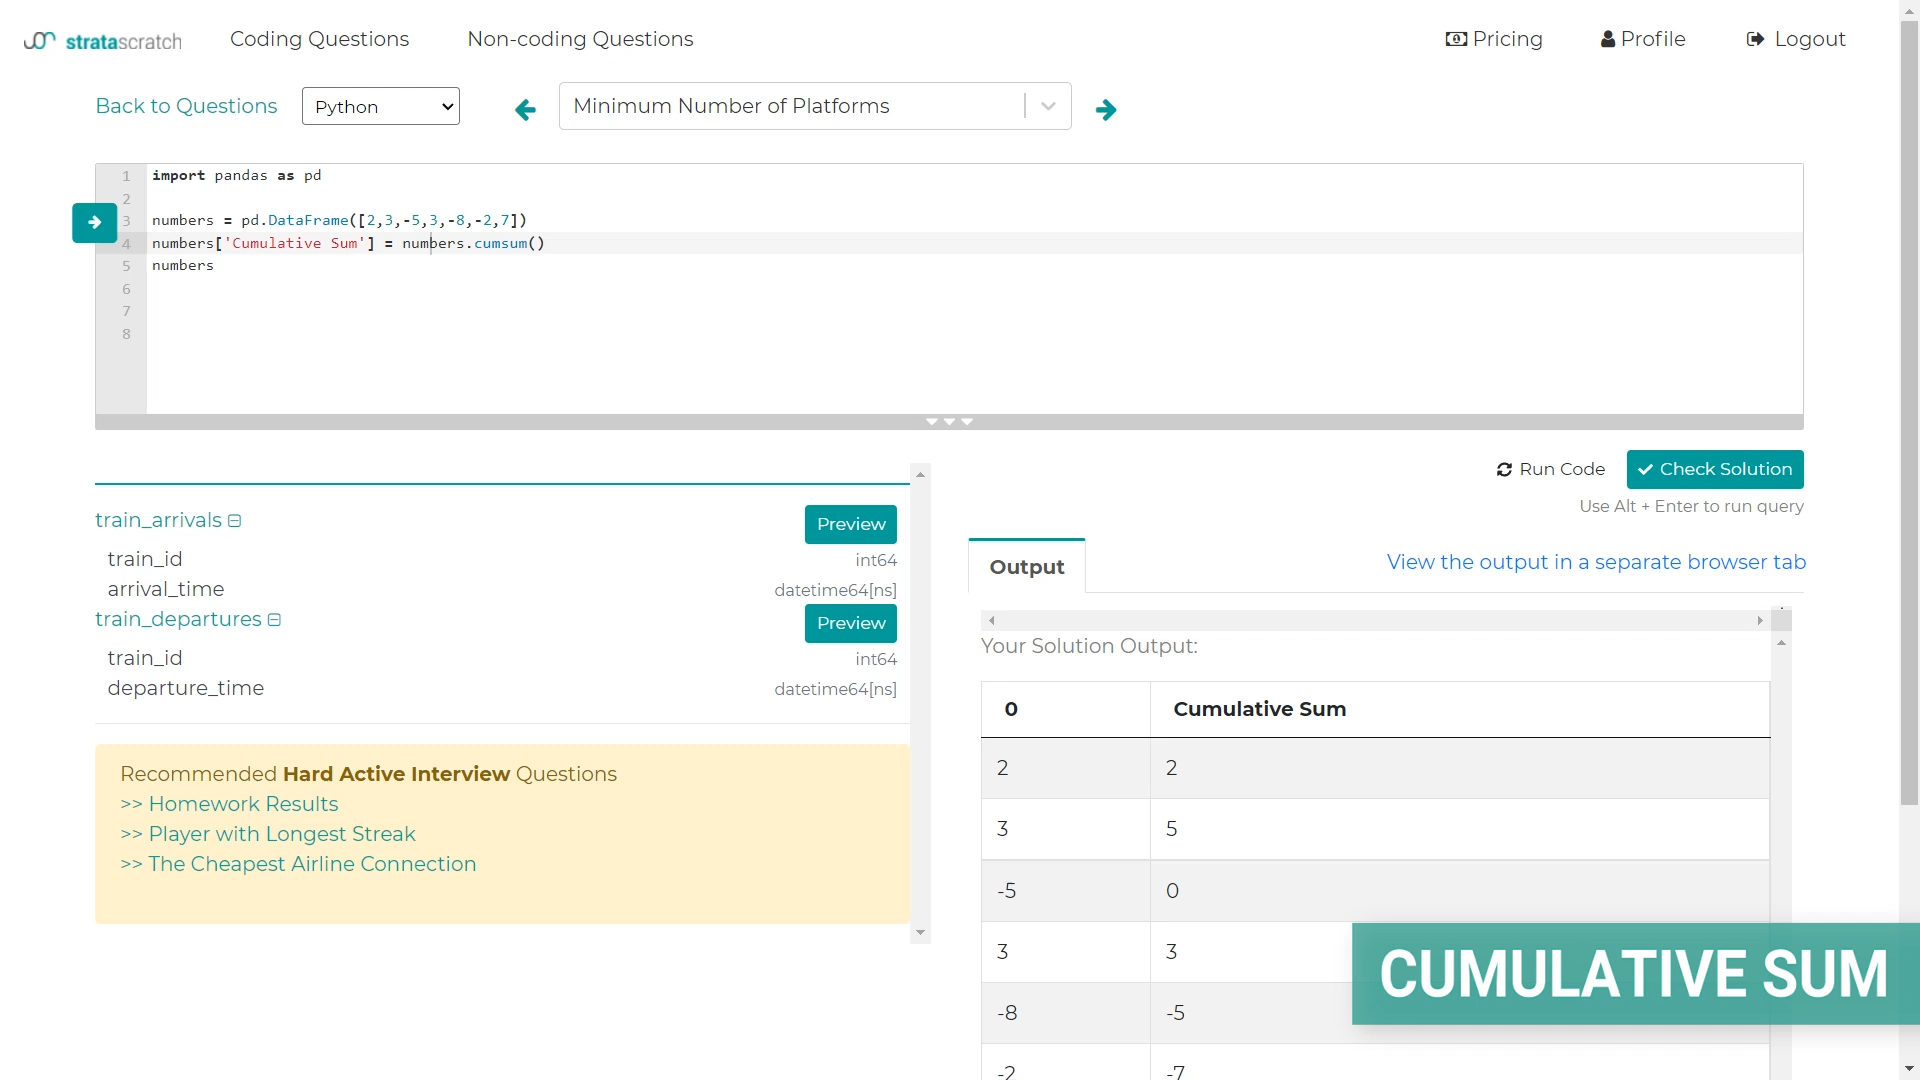 stratascratch
Coding Questions
Non-coding Questions
Pricing
Profile
Logout
Back to Questions
Python
Minimum Number of Platforms
1 import pandas as pd
2
3 numbers = pd.DataFrame([2,3,-5,3,-8,-2,7])
4 numbers['Cumulative Sum'] = numbers.cumsum()
5 numbers
6
7
8
Run Code
Check Solution
Use Alt + Enter to run query
train_arrivals
Preview
train_id int64
arrival_time datetime64[ns]
train_departures
Preview
train_id int64
departure_time datetime64[ns]
Recommended Hard Active Interview Questions
>> Homework Results
>> Player with Longest Streak
>> The Cheapest Airline Connection
Output
View the output in a separate browser tab
Your Solution Output:
0 Cumulative Sum
2 2
3 5
-5 0
3 3
-8 -5
-2 -7
CUMULATIVE SUM